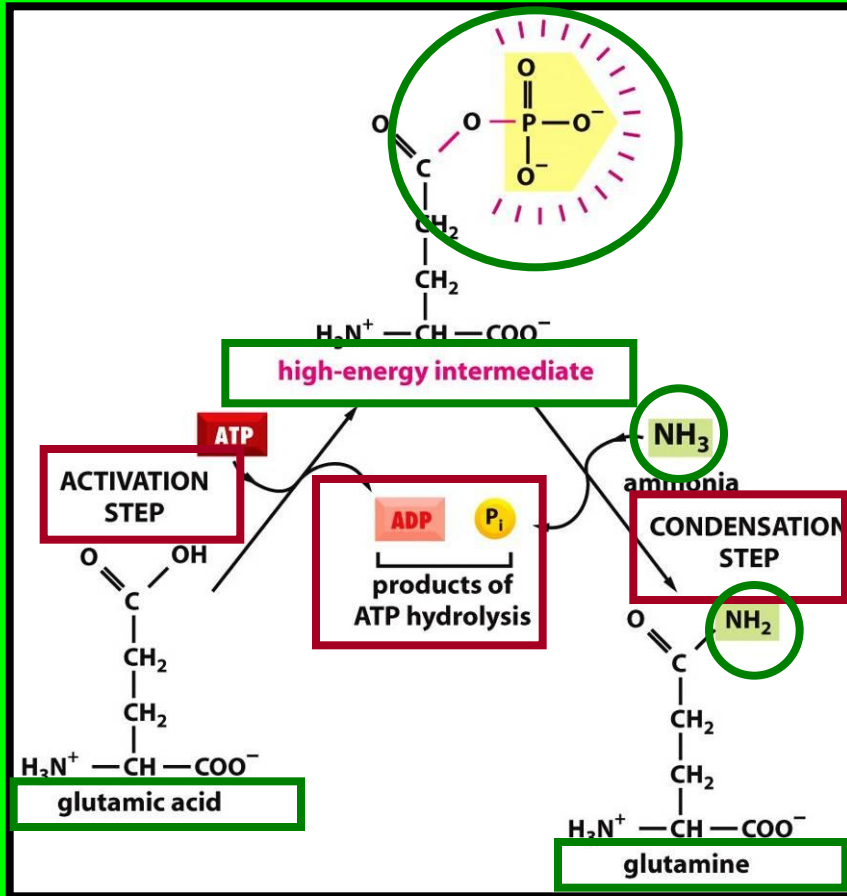 O
O
O
P
O⁻
C
O⁻
CH₂
CH₂
H₃N⁺ — CH — COO⁻
high-energy intermediate
ATP
NH₃
ammonia
ACTIVATION
STEP
ADP
Pᵢ
CONDENSATION
STEP
products of
ATP hydrolysis
O
OH
C
O
NH₂
C
CH₂
CH₂
CH₂
CH₂
H₃N⁺ — CH — COO⁻
glutamic acid
H₃N⁺ — CH — COO⁻
glutamine